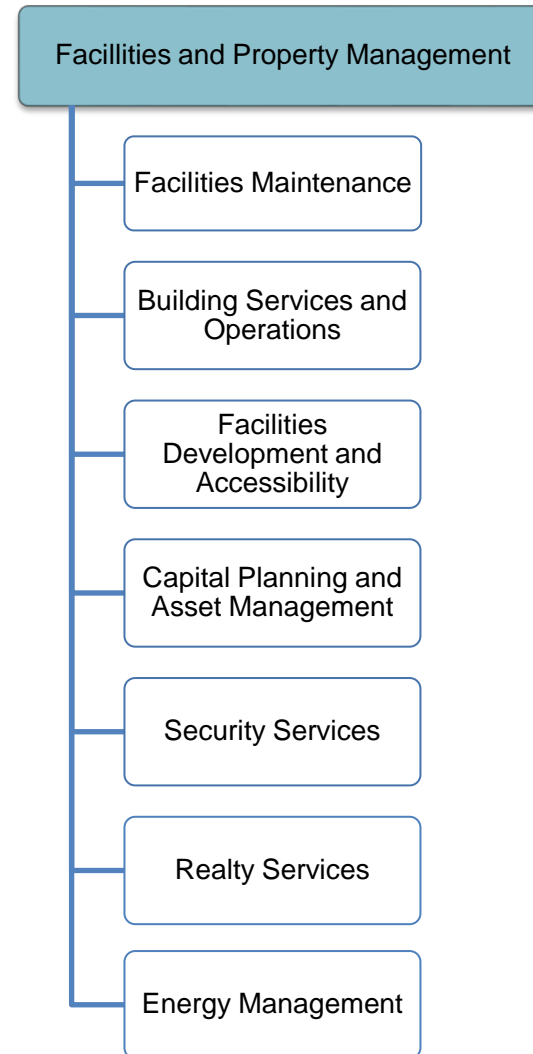 Facillities and Property Management
Facilities Maintenance
Building Services and
Operations
Facilities
Development and
Accessibility
Capital Planning and
Asset Management
Security Services
Realty Services
Energy Management